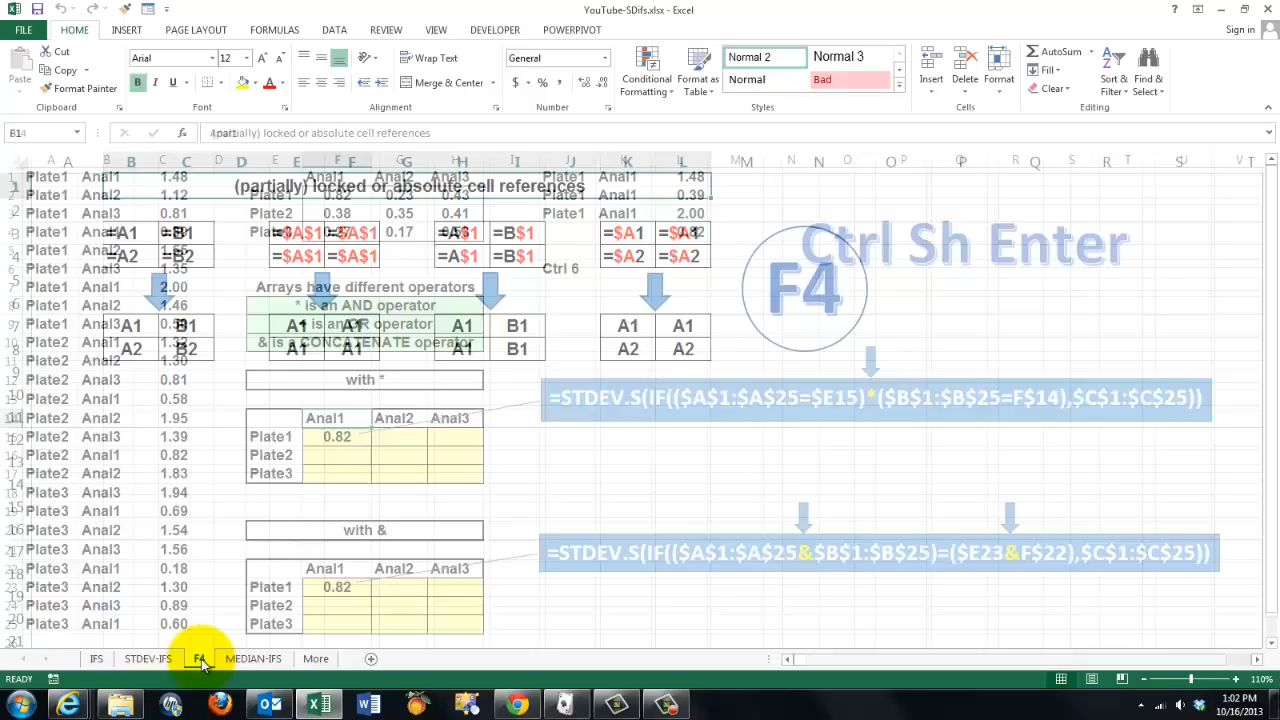 YouTube-SDifs.xlsx - Excel
FILE HOME INSERT PAGE LAYOUT FORMULAS DATA REVIEW VIEW DEVELOPER POWERPIVOT Sign in
Paste Cut Copy Format Painter Clipboard
Arial 12 B I U Font
Wrap Text Merge & Center Alignment
General $ % , Number
Conditional Formatting Format as Table Normal 2 Normal 3 Normal Bad Styles
Insert Delete Format Cells
AutoSum Fill Clear Sort & Filter Find & Select Editing
(partially) locked or absolute cell references
(partially) locked or absolute cell references
Plate1 Anal1 1.48
Plate1 Anal2 1.12
Plate1 Anal3 0.81
Anal1 Anal2 Anal3
Plate1 0.82 0.23 0.43
Plate2 0.38 0.35 0.41
0.17
Plate1 Anal1 1.48
Plate1 Anal1 0.39
Plate1 Anal1 2.00
=A1 =B1 =$A$1 =$A$1 =A$1 =B$1 =$A1 =$A1
=A2 =B2 =$A$1 =$A$1 =A$1 =B$1 =$A2 =$A2
Ctrl 6
Ctrl Sh Enter
F4
Plate1 Anal3 1.35
Plate1 Anal1 2.00
Plate1 Anal2 1.46
Arrays have different operators
* is an AND operator
is an OR operator
& is a CONCATENATE operator
A1 B1 A1 A1 A1 B1 A1 A1
A2 B2 A1 A1 A1 B1 A2 A2
Plate2 Anal1 1.30
Plate2 Anal3 0.81
Plate2 Anal1 0.58
Plate2 Anal2 1.95
Plate2 Anal3 1.39
Plate2 Anal1 0.82
Plate2 Anal2 1.83
Plate3 Anal3 1.94
Plate3 Anal1 0.69
Plate3 Anal2 1.54
Plate3 Anal3 1.56
Plate3 Anal1 0.18
Plate3 Anal2 1.30
Plate3 Anal3 0.89
Plate3 Anal1 0.60
with *
Anal1 Anal2 Anal3
Plate1 0.82
Plate2
Plate3
=STDEV.S(IF(($A$1:$A$25=$E15)*($B$1:$B$25=F$14),$C$1:$C$25))
with &
Anal1 Anal2 Anal3
Plate1 0.82
Plate2
Plate3
=STDEV.S(IF(($A$1:$A$25&$B$1:$B$25)=($E23&F$22),$C$1:$C$25))
IFS STDEV-IFS F4 MEDIAN-IFS More
READY 110%
1:02 PM
10/16/2013